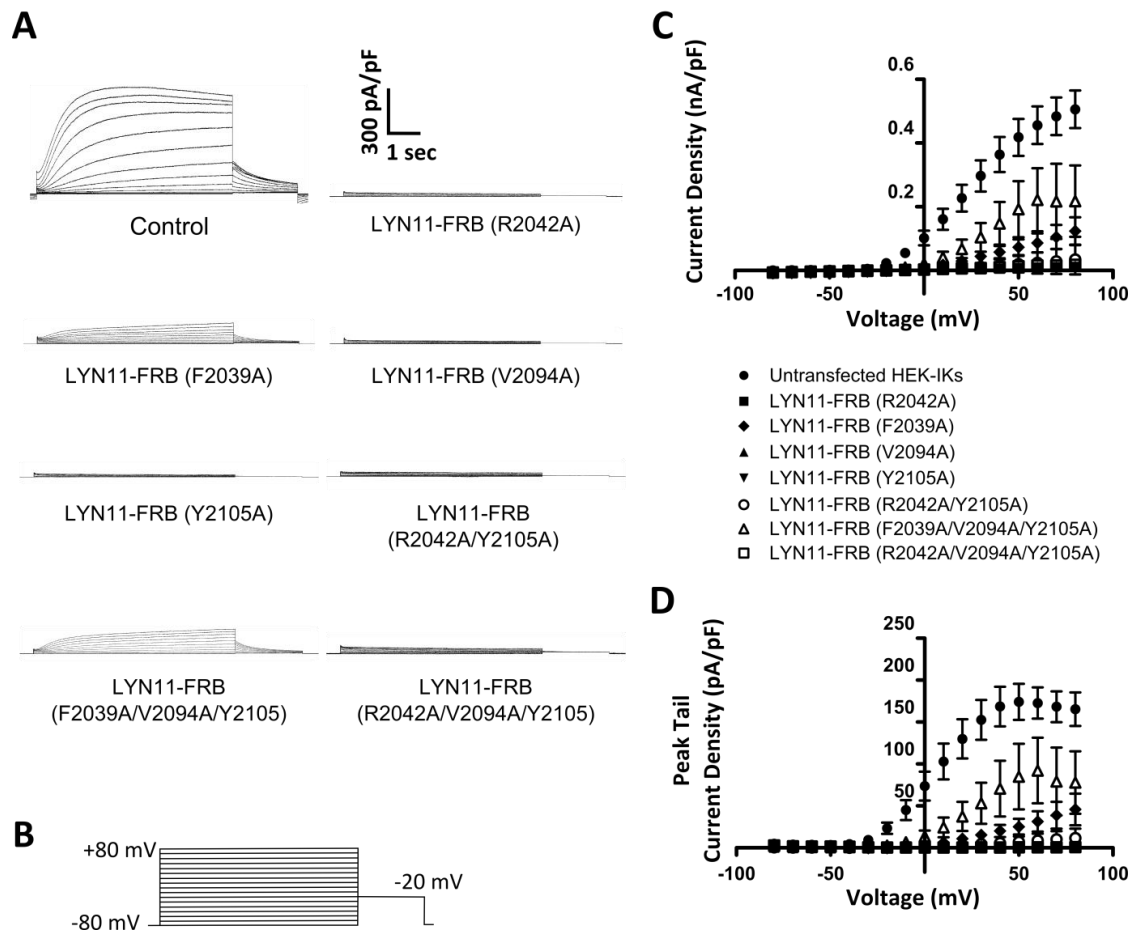 A
300 pA/pF
1 sec
Control
LYN11-FRB (R2042A)
LYN11-FRB (F2039A)
LYN11-FRB (V2094A)
LYN11-FRB (Y2105A)
LYN11-FRB
(R2042A/Y2105A)
LYN11-FRB
(F2039A/V2094A/Y2105)
LYN11-FRB
(R2042A/V2094A/Y2105)
B
+80 mV
-20 mV
-80 mV
C
Current Density (nA/pF)
0.6
0.4
0.2
-100
-50
0
50
100
Voltage (mV)
Untransfected HEK-IKs
LYN11-FRB (R2042A)
LYN11-FRB (F2039A)
LYN11-FRB (V2094A)
LYN11-FRB (Y2105A)
LYN11-FRB (R2042A/Y2105A)
LYN11-FRB (F2039A/V2094A/Y2105A)
LYN11-FRB (R2042A/V2094A/Y2105A)
D
Peak Tail
Current Density (pA/pF)
250
200
150
100
50
-100
-50
0
50
100
Voltage (mV)